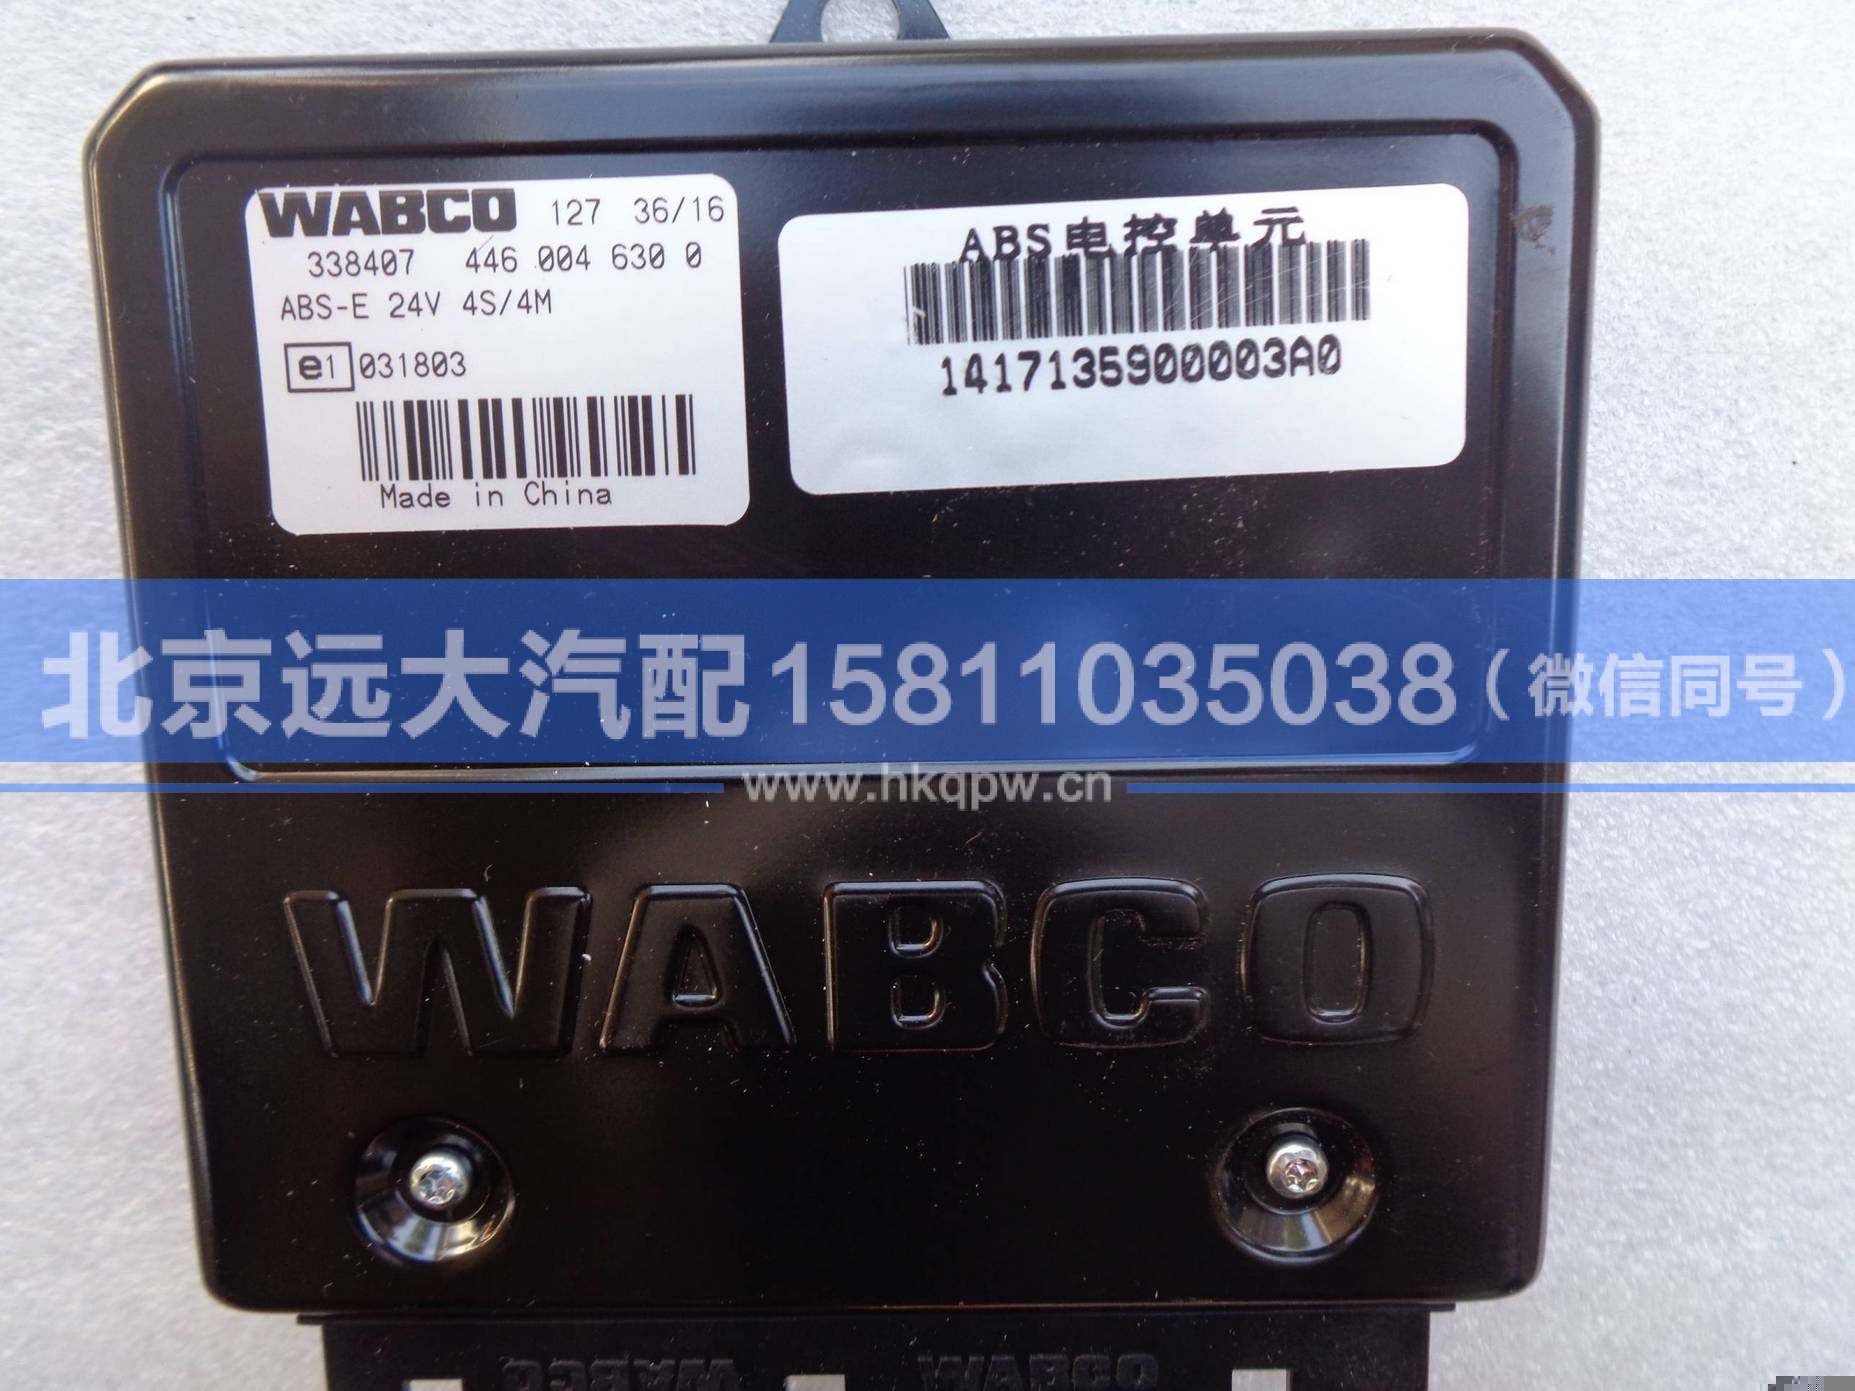 WABCO 127 36/16
338407 446 004 630 0
ABS-E 24V 4S/4M
e1 031803
Made in China
ABS电控单元
1417135900003A0
北京远大汽配15811035038(微信同号)
www.hkqpw.cn
WABCO
WABCO WABCO